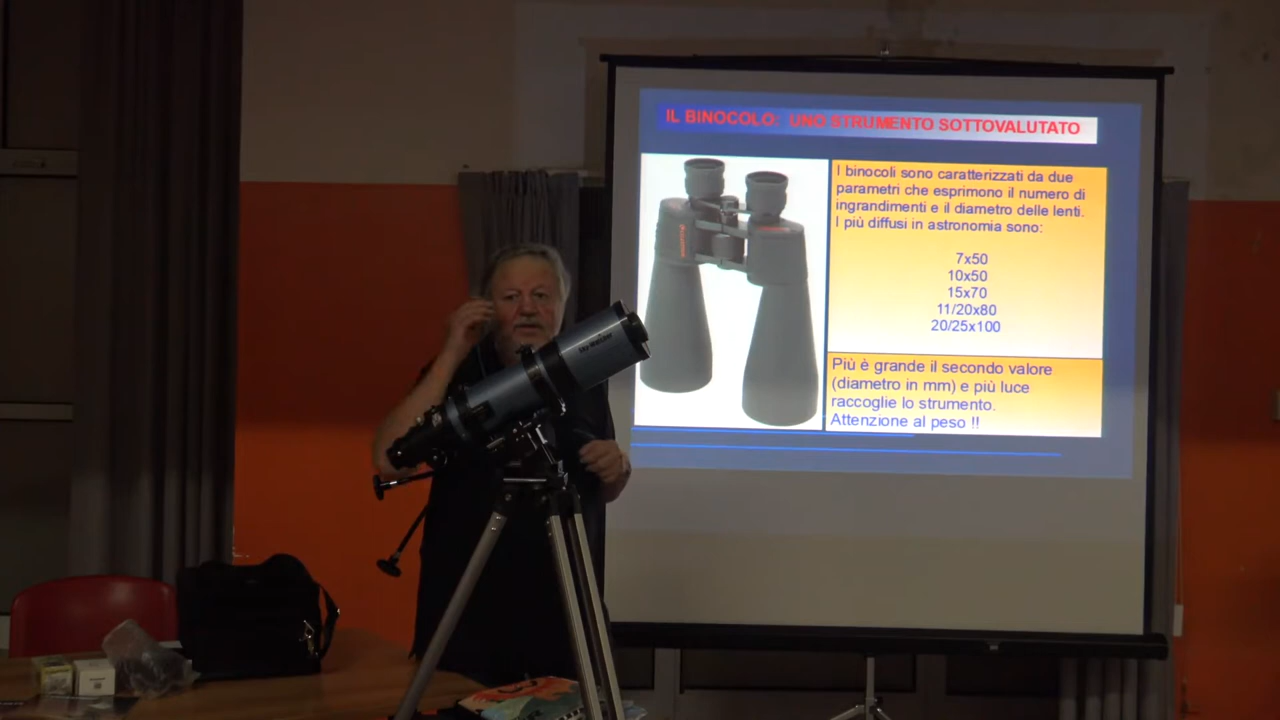 IL BINOCOLO: UNO STRUMENTO SOTTOVALUTATO
I binocoli sono caratterizzati da due
parametri che esprimono il numero di
ingrandimenti e il diametro delle lenti.
I più diffusi in astronomia sono:
7x50
10x50
15x70
11/20x80
20/25x100
Più è grande il secondo valore
(diametro in mm) e più luce
raccoglie lo strumento.
Attenzione al peso !!
Sky-Watcher